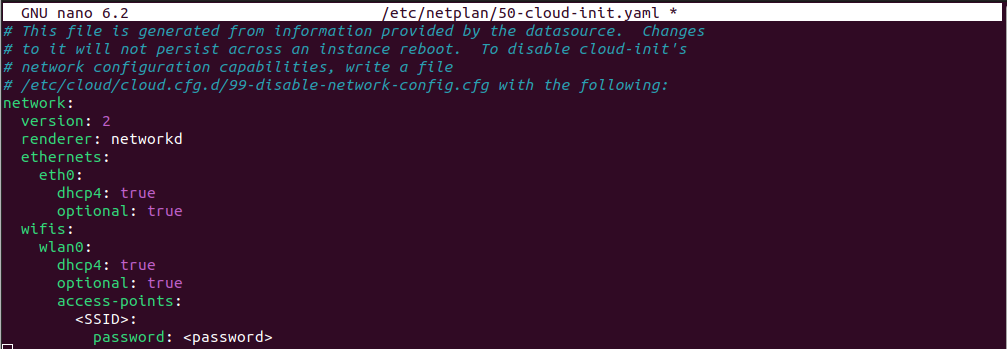 GNU nano 6.2 /etc/netplan/50-cloud-init.yaml *
# This file is generated from information provided by the datasource.  Changes
# to it will not persist across an instance reboot.  To disable cloud-init's
# network configuration capabilities, write a file
# /etc/cloud/cloud.cfg.d/99-disable-network-config.cfg with the following:
network:
  version: 2
  renderer: networkd
  ethernets:
    eth0:
      dhcp4: true
      optional: true
  wifis:
    wlan0:
      dhcp4: true
      optional: true
      access-points:
        <SSID>:
          password: <password>